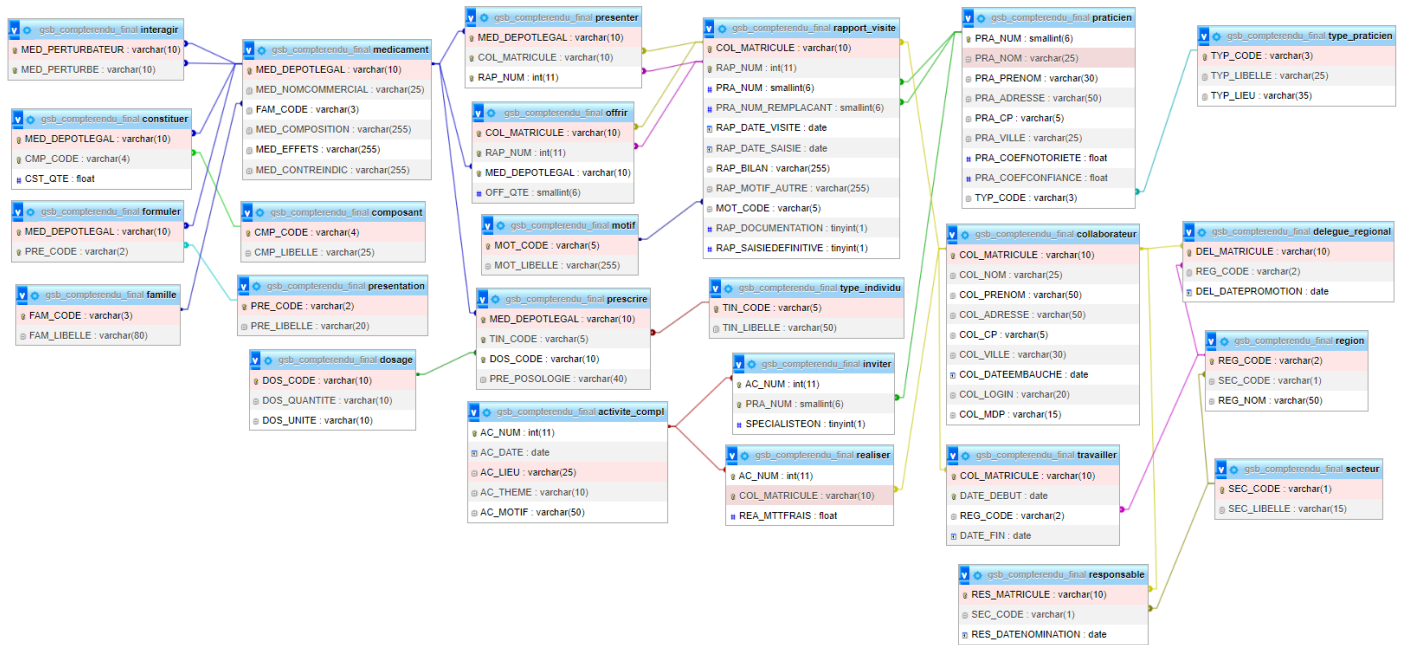 gsb_compterendu_final interagir
MED_PERTURBATEUR : varchar(10)
MED_PERTURBE : varchar(10)
gsb_compterendu_final constituer
MED_DEPOTLEGAL : varchar(10)
CMP_CODE : varchar(4)
CST_QTE : float
gsb_compterendu_final formuler
MED_DEPOTLEGAL : varchar(10)
PRE_CODE : varchar(2)
gsb_compterendu_final famille
FAM_CODE : varchar(3)
FAM_LIBELLE : varchar(80)
gsb_compterendu_final medicament
MED_DEPOTLEGAL : varchar(10)
MED_NOMCOMMERCIAL : varchar(25)
FAM_CODE : varchar(3)
MED_COMPOSITION : varchar(255)
MED_EFFETS : varchar(255)
MED_CONTREINDIC : varchar(255)
gsb_compterendu_final composant
CMP_CODE : varchar(4)
CMP_LIBELLE : varchar(25)
gsb_compterendu_final presentation
PRE_CODE : varchar(2)
PRE_LIBELLE : varchar(20)
gsb_compterendu_final dosage
DOS_CODE : varchar(10)
DOS_QUANTITE : varchar(10)
DOS_UNITE : varchar(10)
gsb_compterendu_final presenter
MED_DEPOTLEGAL : varchar(10)
COL_MATRICULE : varchar(10)
RAP_NUM : int(11)
gsb_compterendu_final offrir
COL_MATRICULE : varchar(10)
RAP_NUM : int(11)
MED_DEPOTLEGAL : varchar(10)
OFF_QTE : smallint(6)
gsb_compterendu_final motif
MOT_CODE : varchar(5)
MOT_LIBELLE : varchar(255)
gsb_compterendu_final prescrire
MED_DEPOTLEGAL : varchar(10)
TIN_CODE : varchar(5)
DOS_CODE : varchar(10)
PRE_POSOLOGIE : varchar(40)
gsb_compterendu_final activite_compl
AC_NUM : int(11)
AC_DATE : date
AC_LIEU : varchar(25)
AC_THEME : varchar(10)
AC_MOTIF : varchar(50)
gsb_compterendu_final rapport_visite
COL_MATRICULE : varchar(10)
RAP_NUM : int(11)
PRA_NUM : smallint(6)
PRA_NUM_REMPLACANT : smallint(6)
RAP_DATE_VISITE : date
RAP_DATE_SAISIE : date
RAP_BILAN : varchar(255)
RAP_MOTIF_AUTRE : varchar(255)
MOT_CODE : varchar(5)
RAP_DOCUMENTATION : tinyint(1)
RAP_SAISIEDEFINITIVE : tinyint(1)
gsb_compterendu_final type_individu
TIN_CODE : varchar(5)
TIN_LIBELLE : varchar(50)
gsb_compterendu_final inviter
AC_NUM : int(11)
PRA_NUM : smallint(6)
SPECIALISTEON : tinyint(1)
gsb_compterendu_final realiser
AC_NUM : int(11)
COL_MATRICULE : varchar(10)
REA_MTTFRAIS : float
gsb_compterendu_final praticien
PRA_NUM : smallint(6)
PRA_NOM : varchar(25)
PRA_PRENOM : varchar(30)
PRA_ADRESSE : varchar(50)
PRA_CP : varchar(5)
PRA_VILLE : varchar(25)
PRA_COEFNOTORIETE : float
PRA_COEFCONFIANCE : float
TYP_CODE : varchar(3)
gsb_compterendu_final collaborateur
COL_MATRICULE : varchar(10)
COL_NOM : varchar(25)
COL_PRENOM : varchar(50)
COL_ADRESSE : varchar(50)
COL_CP : varchar(5)
COL_VILLE : varchar(30)
COL_DATEEMBAUCHE : date
COL_LOGIN : varchar(20)
COL_MDP : varchar(15)
gsb_compterendu_final travailler
COL_MATRICULE : varchar(10)
DATE_DEBUT : date
REG_CODE : varchar(2)
DATE_FIN : date
gsb_compterendu_final responsable
RES_MATRICULE : varchar(10)
SEC_CODE : varchar(1)
RES_DATENOMINATION : date
gsb_compterendu_final type_praticien
TYP_CODE : varchar(3)
TYP_LIBELLE : varchar(25)
TYP_LIEU : varchar(35)
gsb_compterendu_final delegue_regional
DEL_MATRICULE : varchar(10)
REG_CODE : varchar(2)
DEL_DATEPROMOTION : date
gsb_compterendu_final region
REG_CODE : varchar(2)
SEC_CODE : varchar(1)
REG_NOM : varchar(50)
gsb_compterendu_final secteur
SEC_CODE : varchar(1)
SEC_LIBELLE : varchar(15)